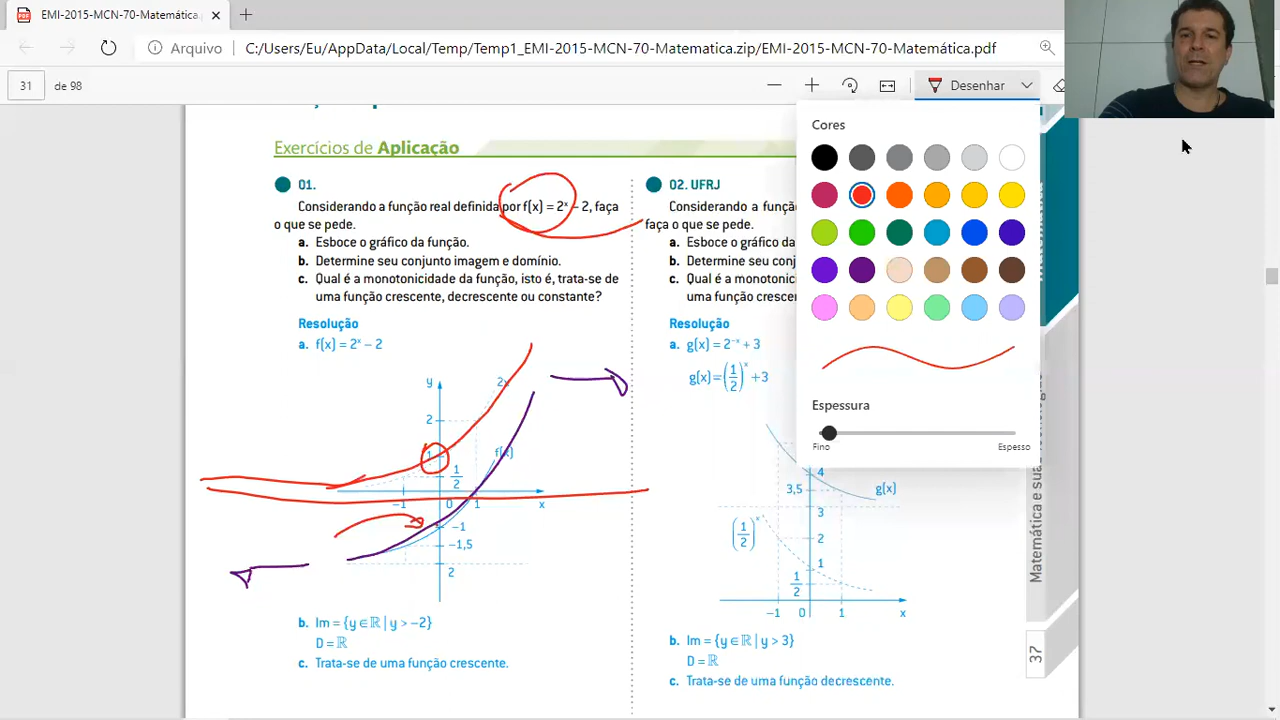 EMI-2015-MCN-70-Matemática.
Arquivo
C:/Users/Eu/AppData/Local/Temp/Temp1_EMI-2015-MCN-70-Matematica.zip/EMI-2015-MCN-70-Matemática.pdf
31 de 98
Desenhar
Cores
Espessura
Fino
Espesso
Exercícios de Aplicação
01.
Considerando a função real definida por f(x) = 2ˣ – 2, faça
o que se pede.
a. Esboce o gráfico da função.
b. Determine seu conjunto imagem e domínio.
c. Qual é a monotonicidade da função, isto é, trata-se de
uma função crescente, decrescente ou constante?
Resolução
a. f(x) = 2ˣ – 2
y
2x
2
f(x)
1
1
2
–1
0
1
x
–1
–1,5
2
b. Im = {y ∈ ℝ | y > –2}
D = ℝ
c. Trata-se de uma função crescente.
02. UFRJ
Considerando a funçã
faça o que se pede.
a. Esboce o gráfico da
b. Determine seu conj
c. Qual é a monotonici
uma função crescen
Resolução
a. g(x) = 2⁻ˣ + 3
g(x) = (1/2)ˣ + 3
4
3,5
g(x)
3
(1/2)ˣ
2
1
1
2
–1
0
1
x
b. Im = {y ∈ ℝ | y > 3}
D = ℝ
c. Trata-se de uma função decrescente.
Matemática e sua
37